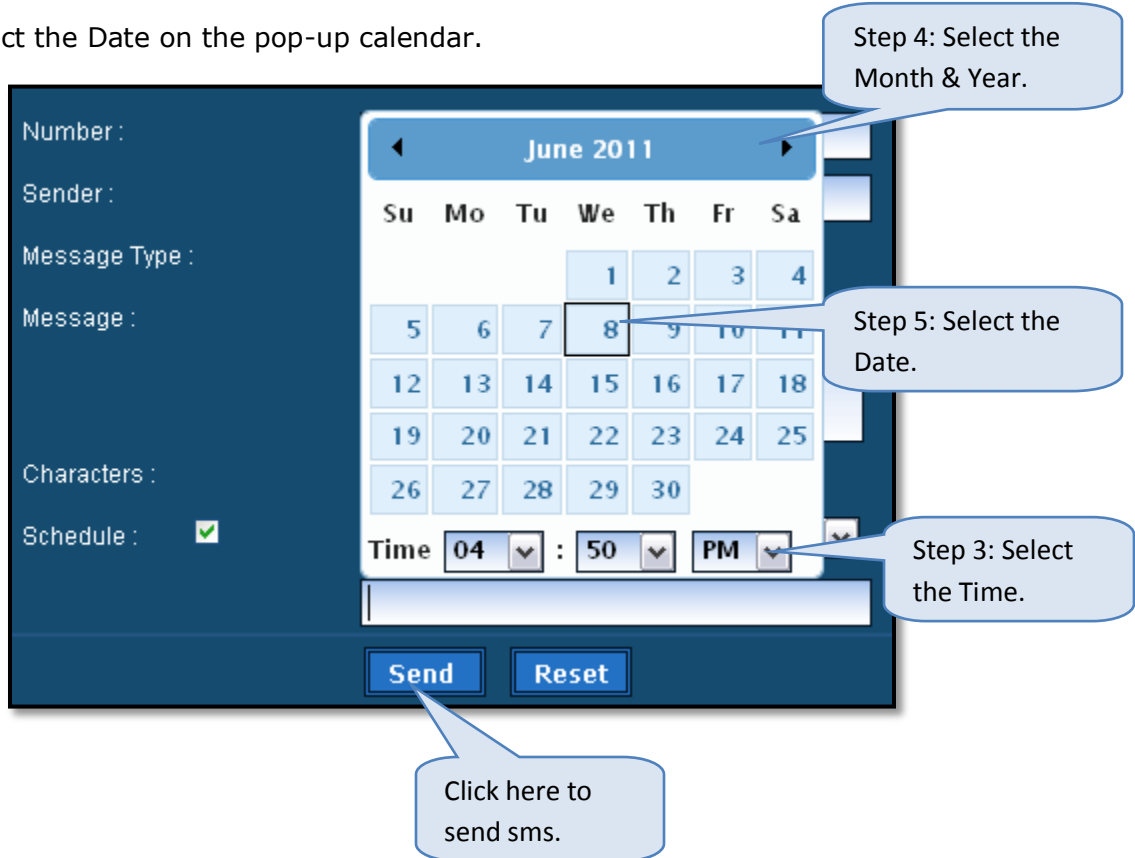 ct the Date on the pop-up calendar.
Step 4: Select the
Month & Year.
Number :
June 2011
Sender :
Su Mo Tu We Th Fr Sa
Message Type :
1 2 3 4
Message :
5 6 7 8 9 10 11
Step 5: Select the
Date.
12 13 14 15 16 17 18
19 20 21 22 23 24 25
Characters :
26 27 28 29 30
Schedule :
Time 04 : 50 PM
Step 3: Select
the Time.
Send Reset
Click here to
send sms.